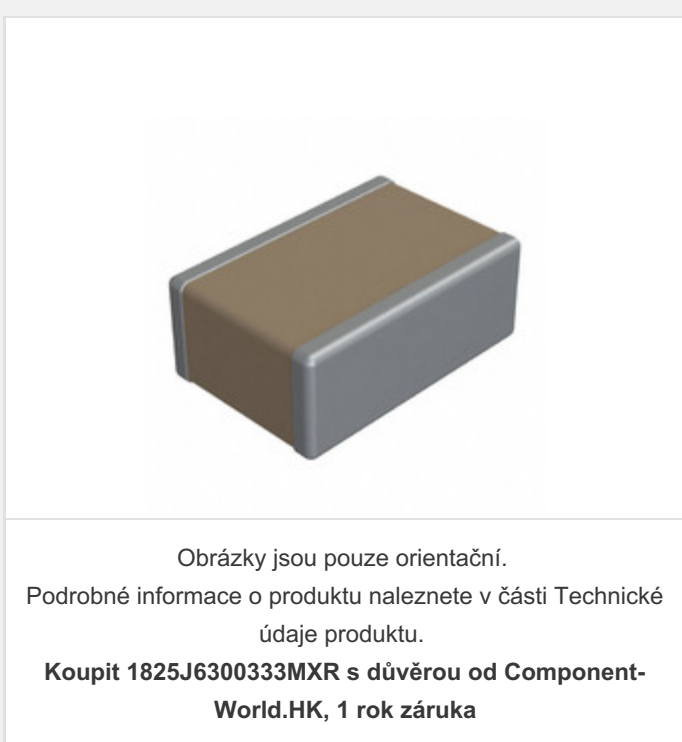 Obrázky jsou pouze orientační.
Podrobné informace o produktu naleznete v části Technické
údaje produktu.
Koupit 1825J6300333MXR s důvěrou od Component-
World.HK, 1 rok záruka